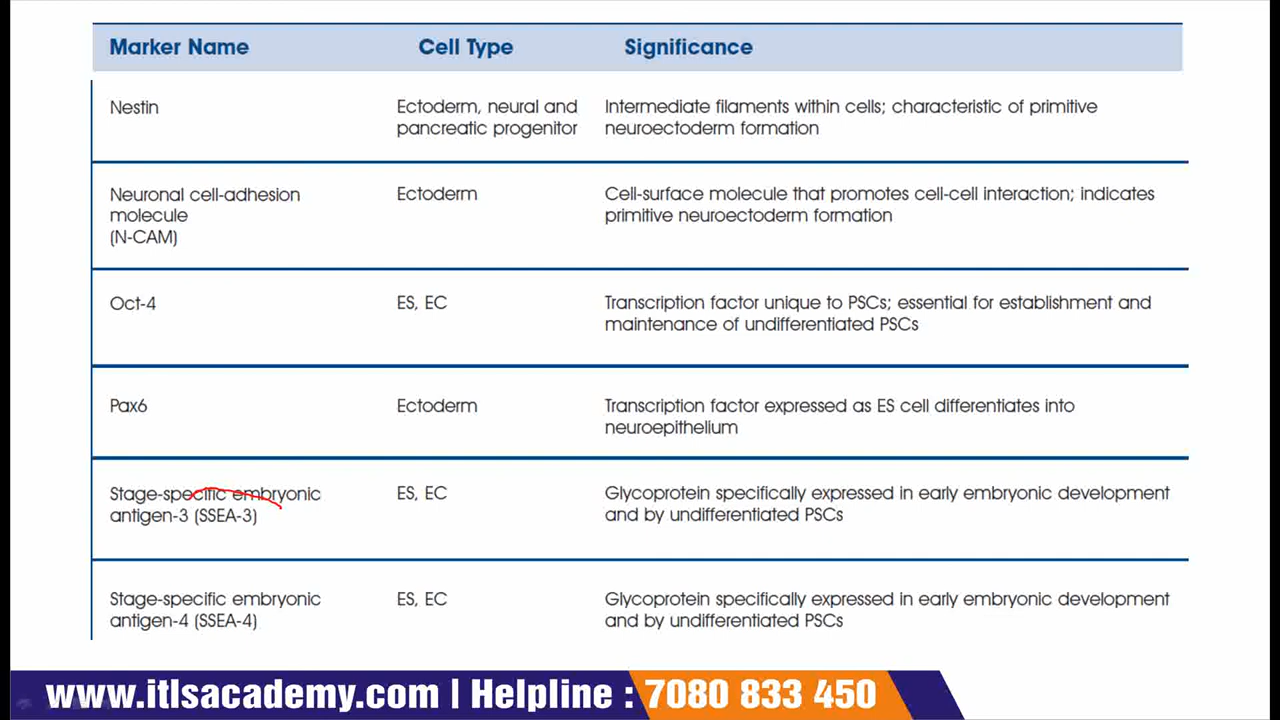 Marker Name Cell Type Significance
Nestin Ectoderm, neural and Intermediate filaments within cells; characteristic of primitive
pancreatic progenitor neuroectoderm formation
Neuronal cell-adhesion Ectoderm Cell-surface molecule that promotes cell-cell interaction; indicates
molecule primitive neuroectoderm formation
(N-CAM)
Oct-4 ES, EC Transcription factor unique to PSCs; essential for establishment and
maintenance of undifferentiated PSCs
Pax6 Ectoderm Transcription factor expressed as ES cell differentiates into
neuroepithelium
Stage-specific embryonic ES, EC Glycoprotein specifically expressed in early embryonic development
antigen-3 (SSEA-3) and by undifferentiated PSCs
Stage-specific embryonic ES, EC Glycoprotein specifically expressed in early embryonic development
antigen-4 (SSEA-4) and by undifferentiated PSCs
www.itlsacademy.com | Helpline : 7080 833 450